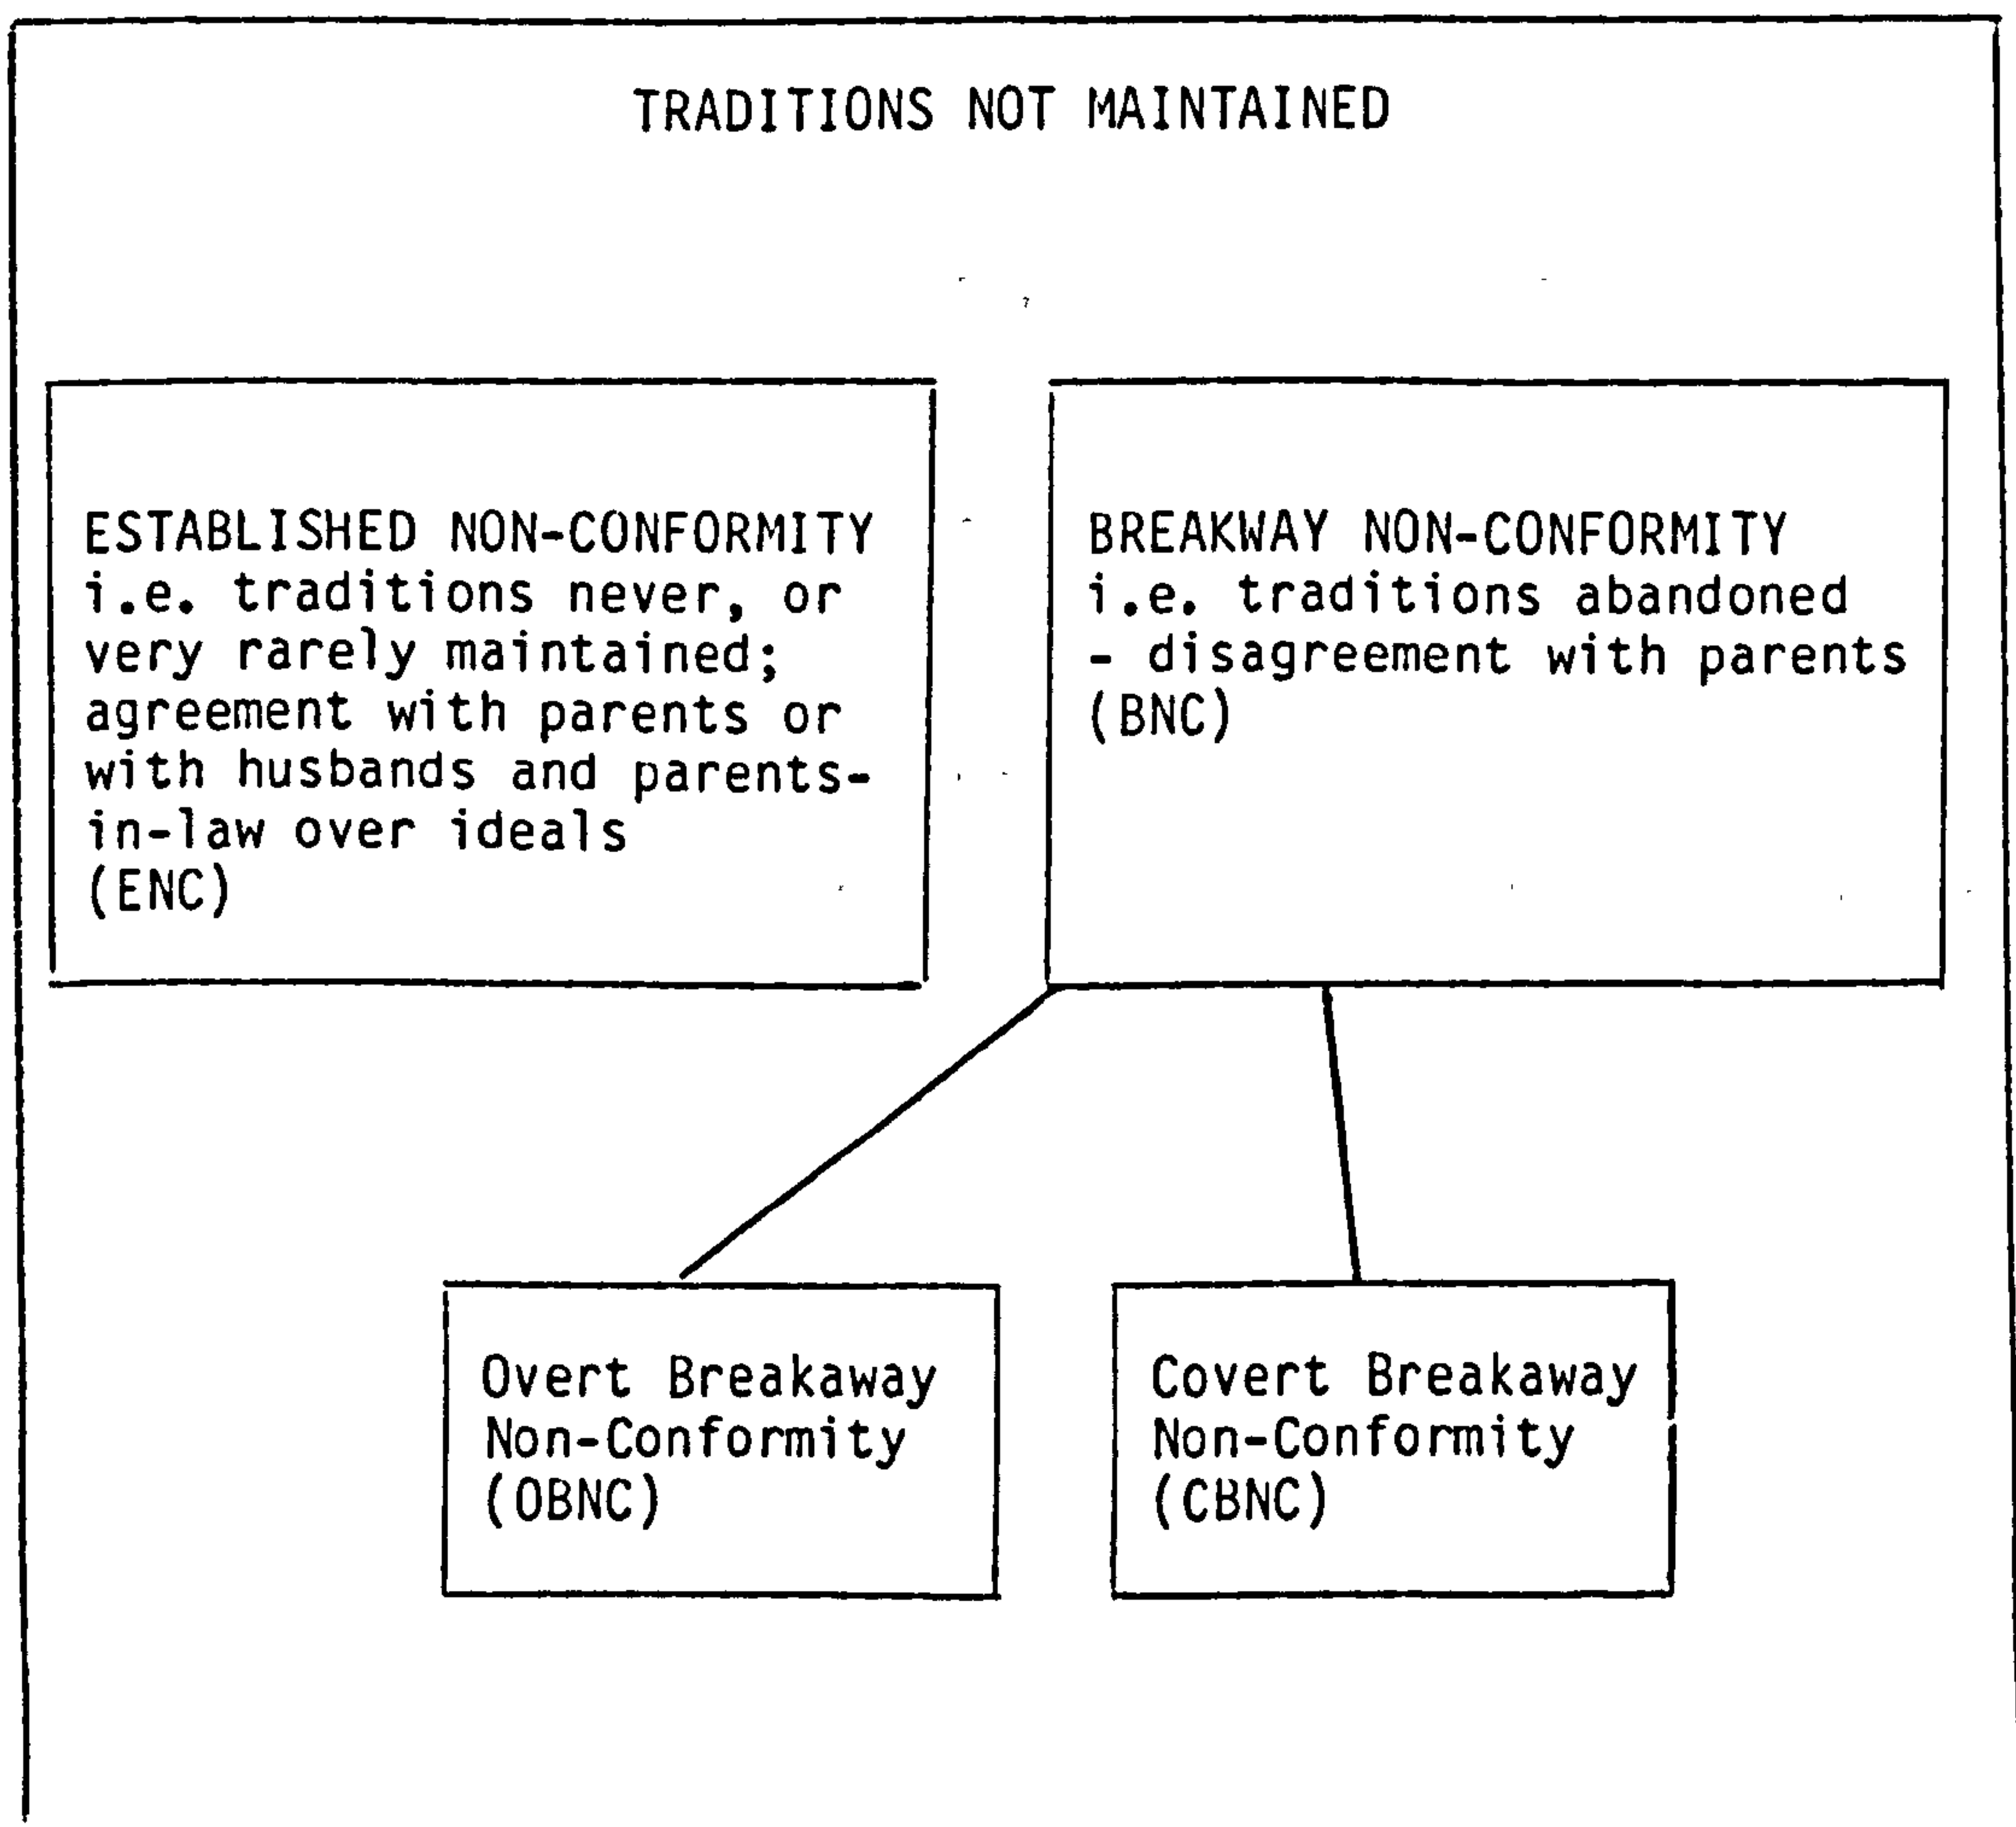 TRADITIONS NOT MAINTAINED
ESTABLISHED NON-CONFORMITY
i.e. traditions never, or
very rarely maintained;
agreement with parents or
with husbands and parents-
in-law over ideals
(ENC)
BREAKWAY NON-CONFORMITY
i.e. traditions abandoned
- disagreement with parents
(BNC)
Overt Breakaway
Non-Conformity
(OBNC)
Covert Breakaway
Non-Conformity
(CBNC)